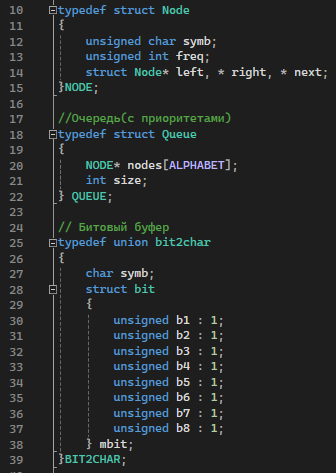 10 typedef struct Node
11 {
12 unsigned char symb;
13 unsigned int freq;
14 struct Node* left, * right, * next;
15 }NODE;
16
17 //Очередь(с приоритетами)
18 typedef struct Queue
19 {
20 NODE* nodes[ALPHABET];
21 int size;
22 } QUEUE;
23
24 // Битовый буфер
25 typedef union bit2char
26 {
27 char symb;
28 struct bit
29 {
30 unsigned b1 : 1;
31 unsigned b2 : 1;
32 unsigned b3 : 1;
33 unsigned b4 : 1;
34 unsigned b5 : 1;
35 unsigned b6 : 1;
36 unsigned b7 : 1;
37 unsigned b8 : 1;
38 } mbit;
39 }BIT2CHAR;